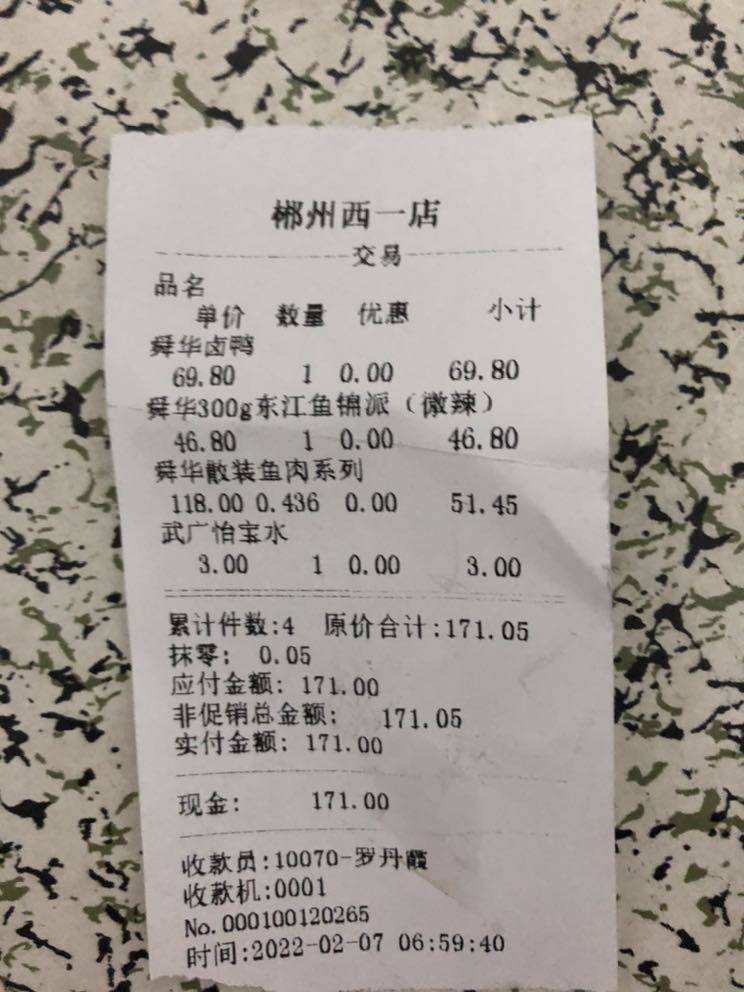 郴州西一店
交易
品名
单价 数量 优惠 小计
舜华卤鸭
69.80 1 0.00 69.80
舜华300g东江鱼锦派（微辣）
46.80 1 0.00 46.80
舜华散装鱼肉系列
118.00 0.436 0.00 51.45
武广怡宝水
3.00 1 0.00 3.00
累计件数:4 原价合计:171.05
抹零: 0.05
应付金额: 171.00
非促销总金额: 171.05
实付金额: 171.00
现金: 171.00
收款员:10070-罗丹霞
收款机:0001
No.000100120265
时间:2022-02-07 06:59:40